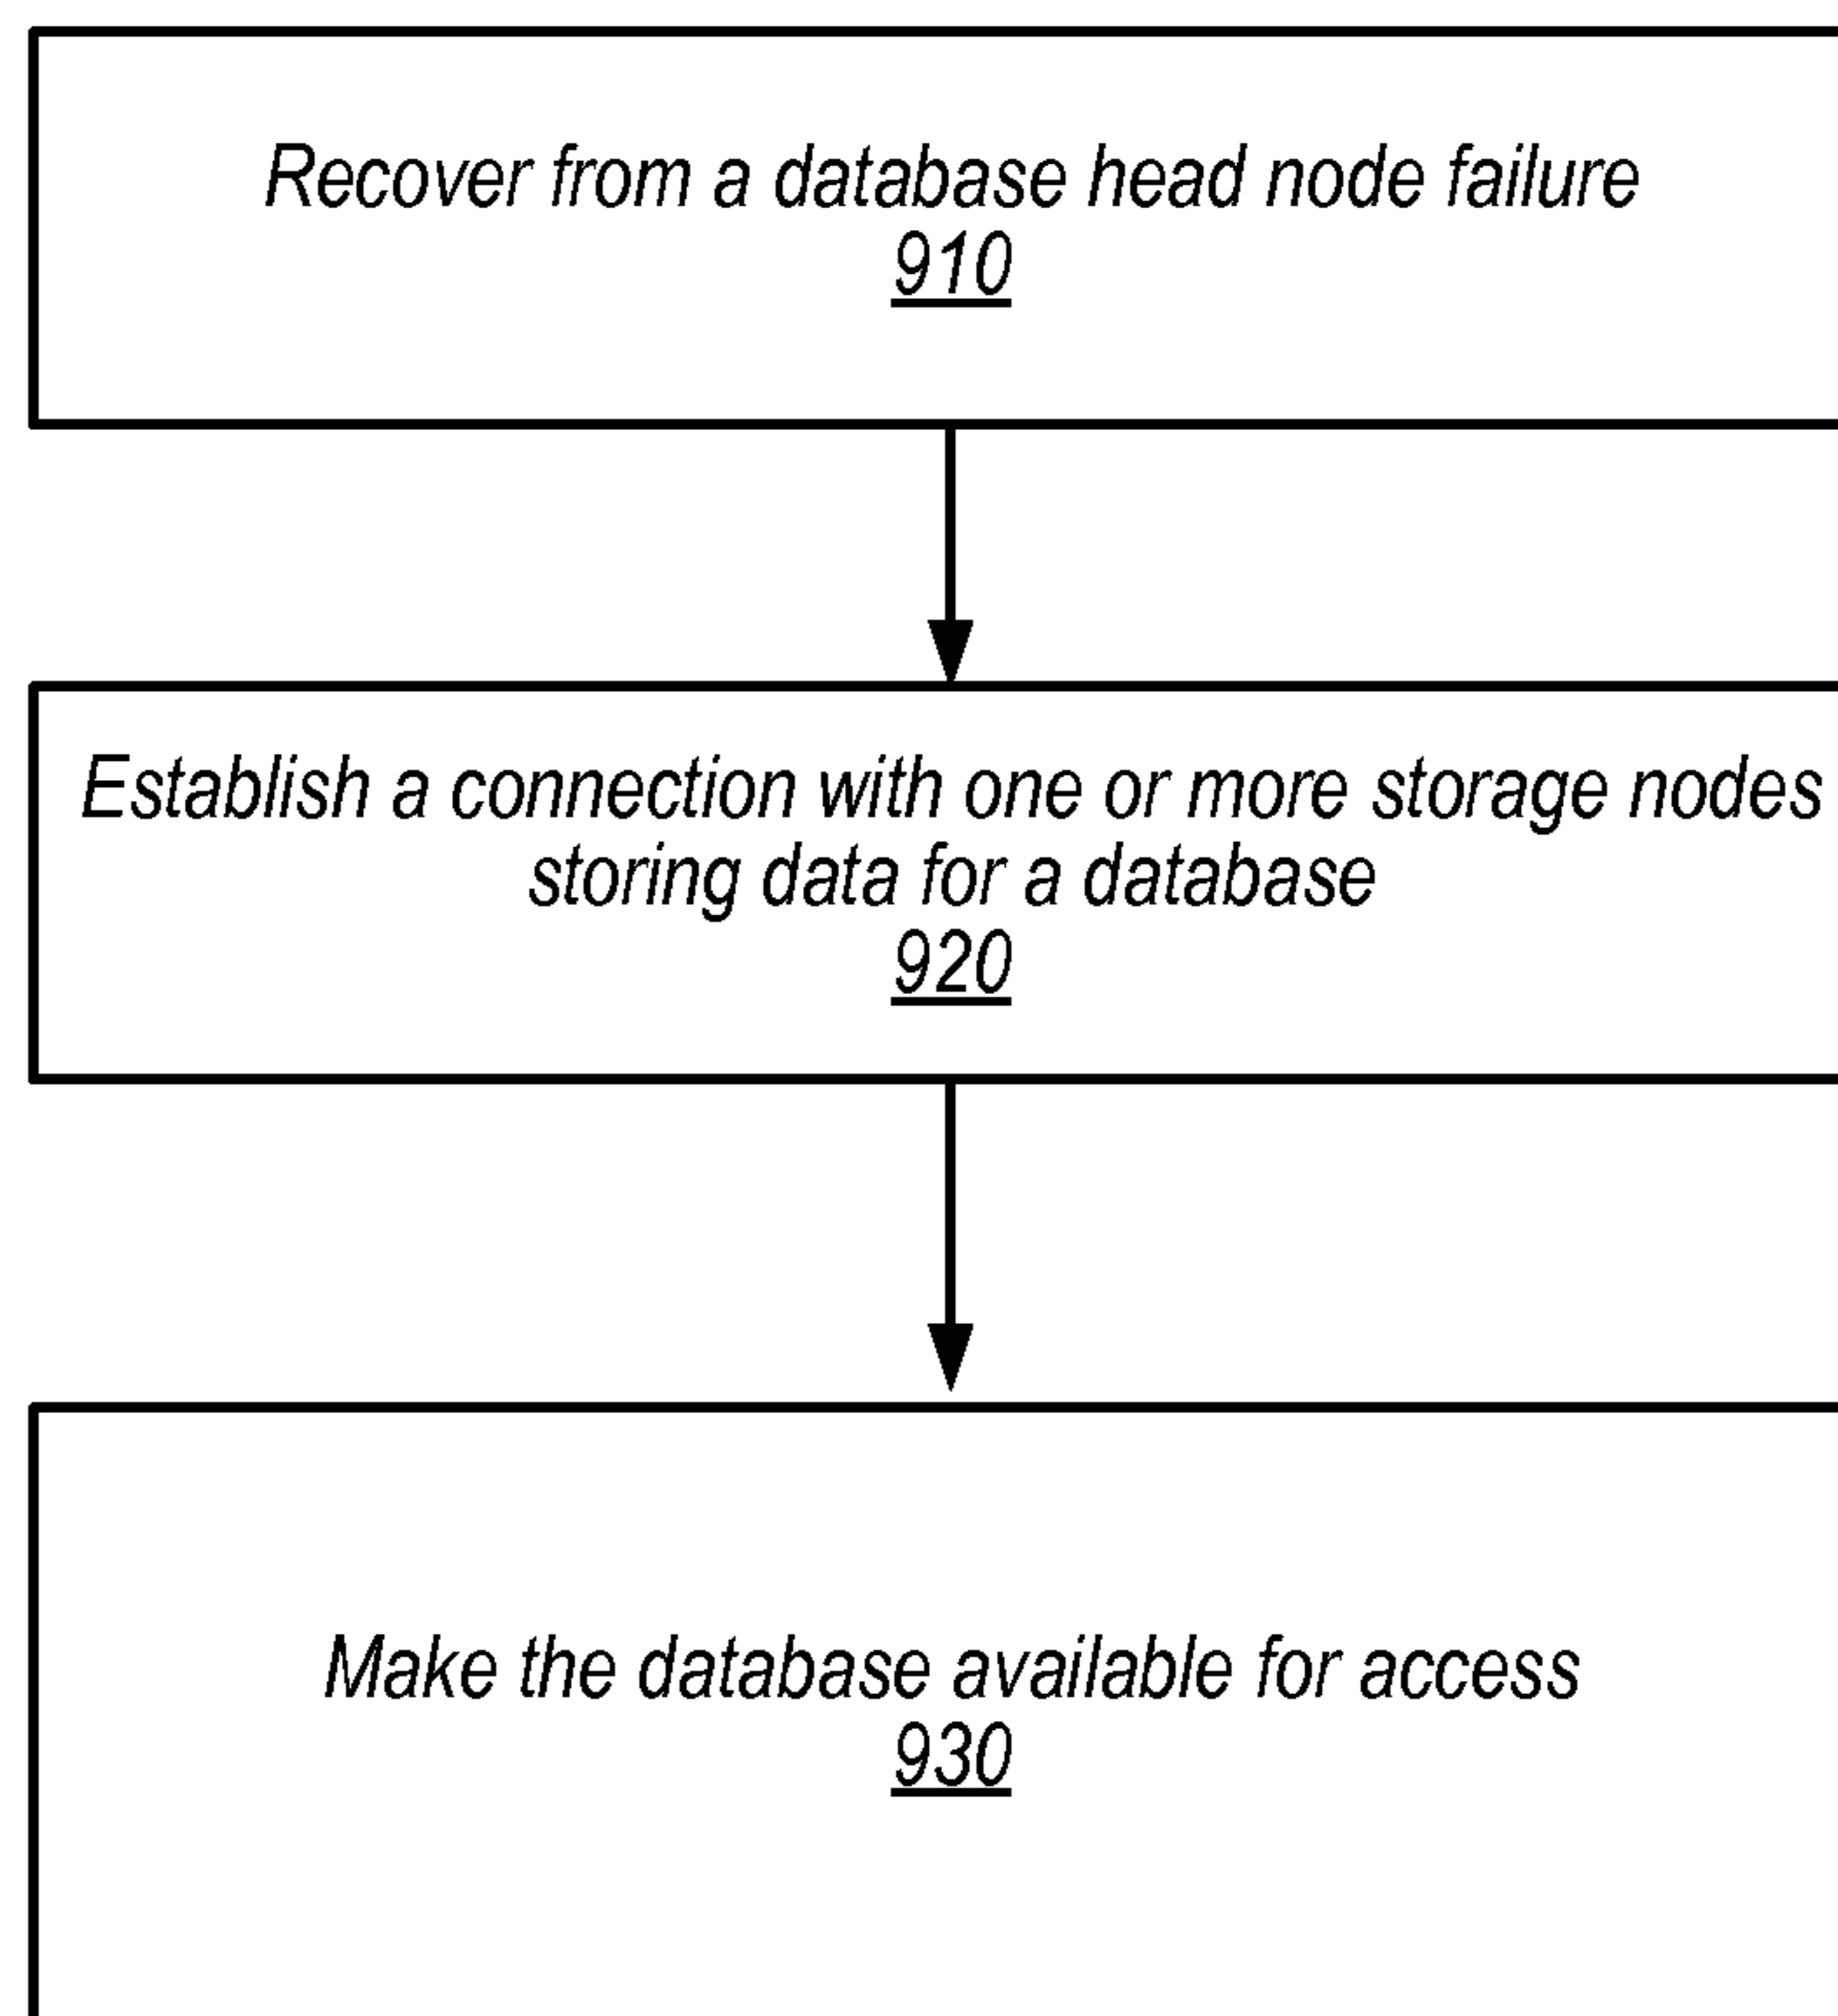 Recover from a database head node failure
910
Establish a connection with one or more storage nodes
storing data for a database
920
Make the database available for access
930